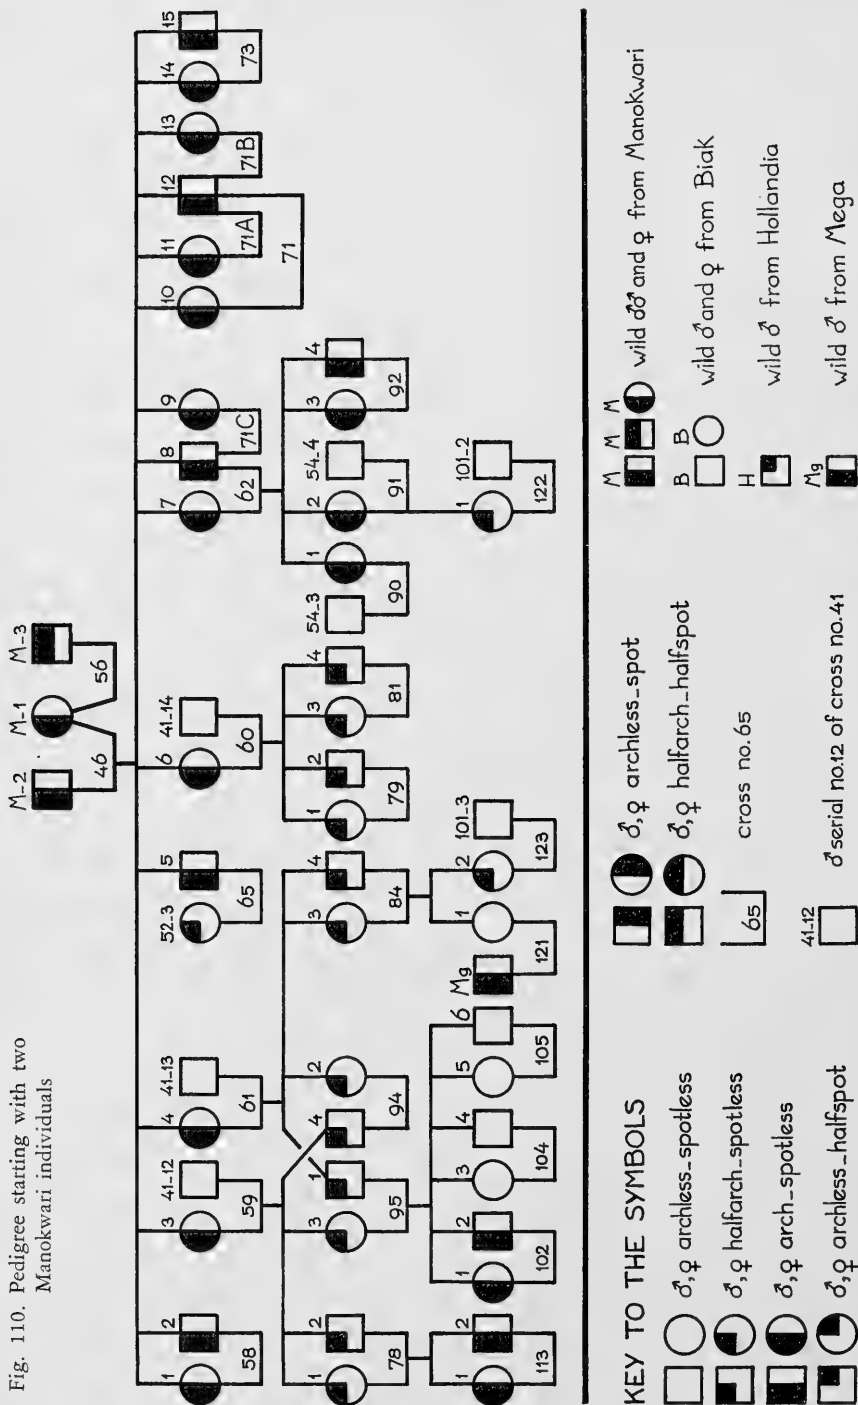 Fig. 110. Pedigree starting with two
Manokwari individuals
M-2 M-1 M-3
46 56
1 2 3 41-12 4 41-13 52-3 5 6 41-14 7 8 9 10 11 12 13 14 15
58 59 61 65 60 62 71C 71 71A 71B 73
1 2 3 1 4 2 3 4 1 2 3 4 54-3 1 2 54-4 3 4
78 95 94 84 79 81 90 91 92
1 2 1 2 3 4 5 6 Mg 1 2 101-3 1 101-2
113 102 104 105 121 123 122
KEY TO THE SYMBOLS
♂,♀ archless-spotless
♂,♀ halfarch-spotless
♂,♀ arch-spotless
♂,♀ archless-halfspot
♂,♀ archless-spot
♂,♀ halfarch-halfspot
65 cross no. 65
41-12 ♂ serial no.12 of cross no.41
M M M wild ♂♂ and ♀ from Manokwari
B B wild ♂ and ♀ from Biak
H wild ♂ from Hollandia
Mg wild ♂ from Mega